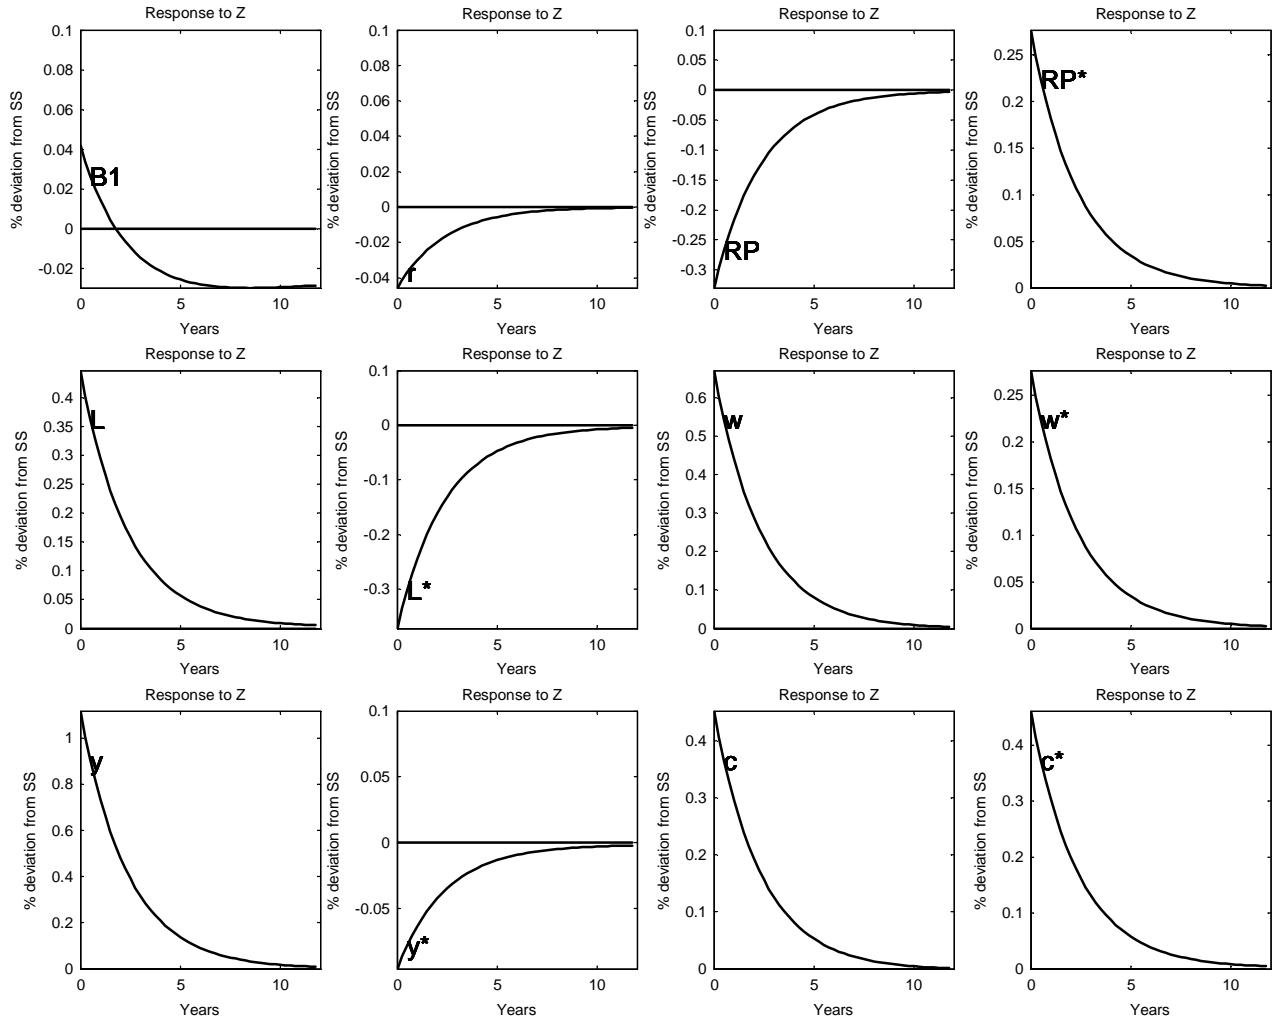 Response to Z
Response to Z
Response to Z
Response to Z
% deviation from SS
0.1
0.08
0.06
0.04
0.02
0
-0.02
B1
0
5
10
Years
% deviation from SS
0.1
0.08
0.06
0.04
0.02
0
-0.02
-0.04
r
0
5
10
Years
% deviation from SS
0.1
0.05
0
-0.05
-0.1
-0.15
-0.2
-0.25
-0.3
RP
0
5
10
Years
% deviation from SS
0.25
0.2
0.15
0.1
0.05
0
RP*
0
5
10
Years
Response to Z
Response to Z
Response to Z
Response to Z
% deviation from SS
0.4
0.35
0.3
0.25
0.2
0.15
0.1
0.05
0
L
0
5
10
Years
% deviation from SS
0.1
0
-0.1
-0.2
-0.3
L*
0
5
10
Years
% deviation from SS
0.6
0.5
0.4
0.3
0.2
0.1
0
w
0
5
10
Years
% deviation from SS
0.25
0.2
0.15
0.1
0.05
0
w*
0
5
10
Years
Response to Z
Response to Z
Response to Z
Response to Z
% deviation from SS
1
0.8
0.6
0.4
0.2
0
y
0
5
10
Years
% deviation from SS
0.1
0.05
0
-0.05
y*
0
5
10
Years
% deviation from SS
0.4
0.3
0.2
0.1
0
c
0
5
10
Years
% deviation from SS
0.4
0.3
0.2
0.1
0
c*
0
5
10
Years